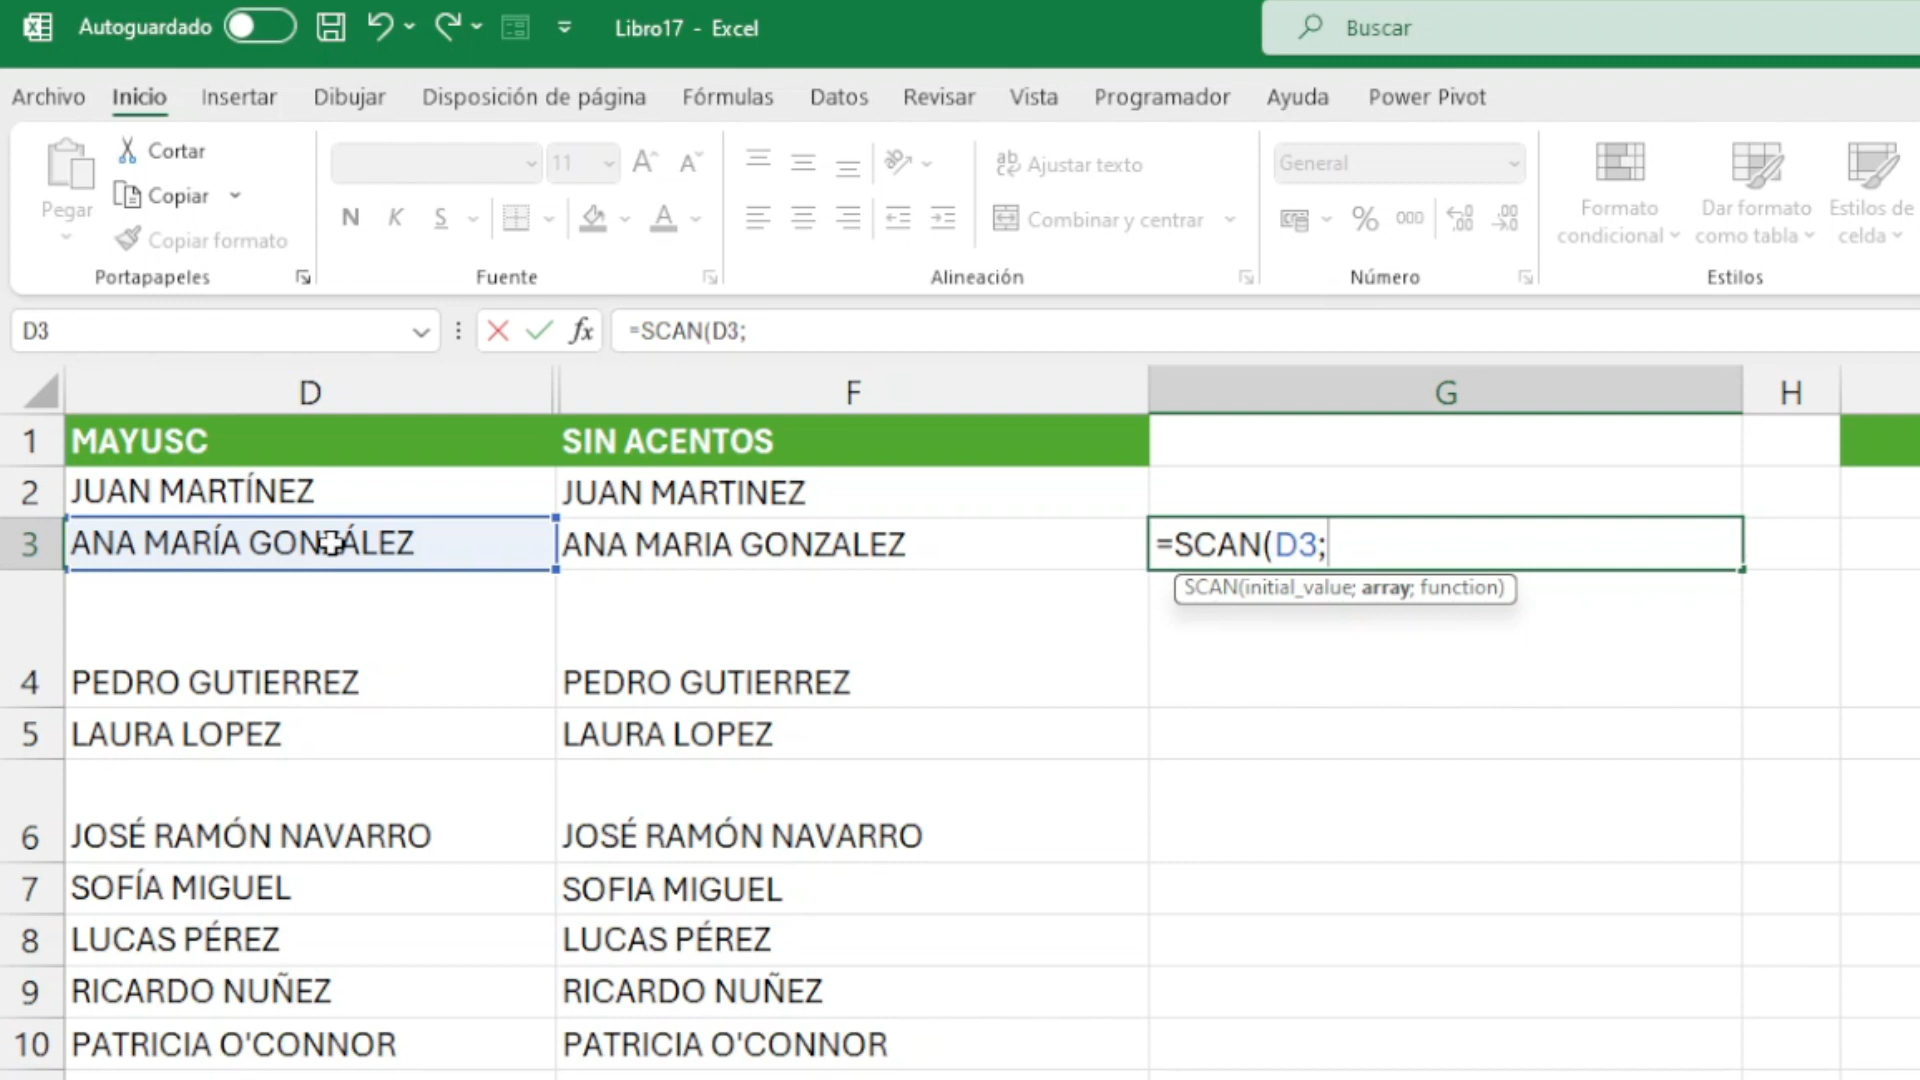 Autoguardado
Libro17 - Excel
Buscar
Archivo Inicio Insertar Dibujar Disposición de página Fórmulas Datos Revisar Vista Programador Ayuda Power Pivot
Pegar
Cortar
Copiar
Copiar formato
Portapapeles
11
N K S
Fuente
Ajustar texto
Combinar y centrar
Alineación
General
% 000
Número
Formato condicional
Dar formato como tabla
Estilos de celda
Estilos
D3 fx =SCAN(D3;
D F G H
1 MAYUSC SIN ACENTOS
2 JUAN MARTÍNEZ JUAN MARTINEZ
3 ANA MARÍA GONZÁLEZ ANA MARIA GONZALEZ =SCAN(D3;
SCAN(initial_value; array; function)
4 PEDRO GUTIERREZ PEDRO GUTIERREZ
5 LAURA LOPEZ LAURA LOPEZ
6 JOSÉ RAMÓN NAVARRO JOSÉ RAMÓN NAVARRO
7 SOFÍA MIGUEL SOFIA MIGUEL
8 LUCAS PÉREZ LUCAS PÉREZ
9 RICARDO NUÑEZ RICARDO NUÑEZ
10 PATRICIA O'CONNOR PATRICIA O'CONNOR